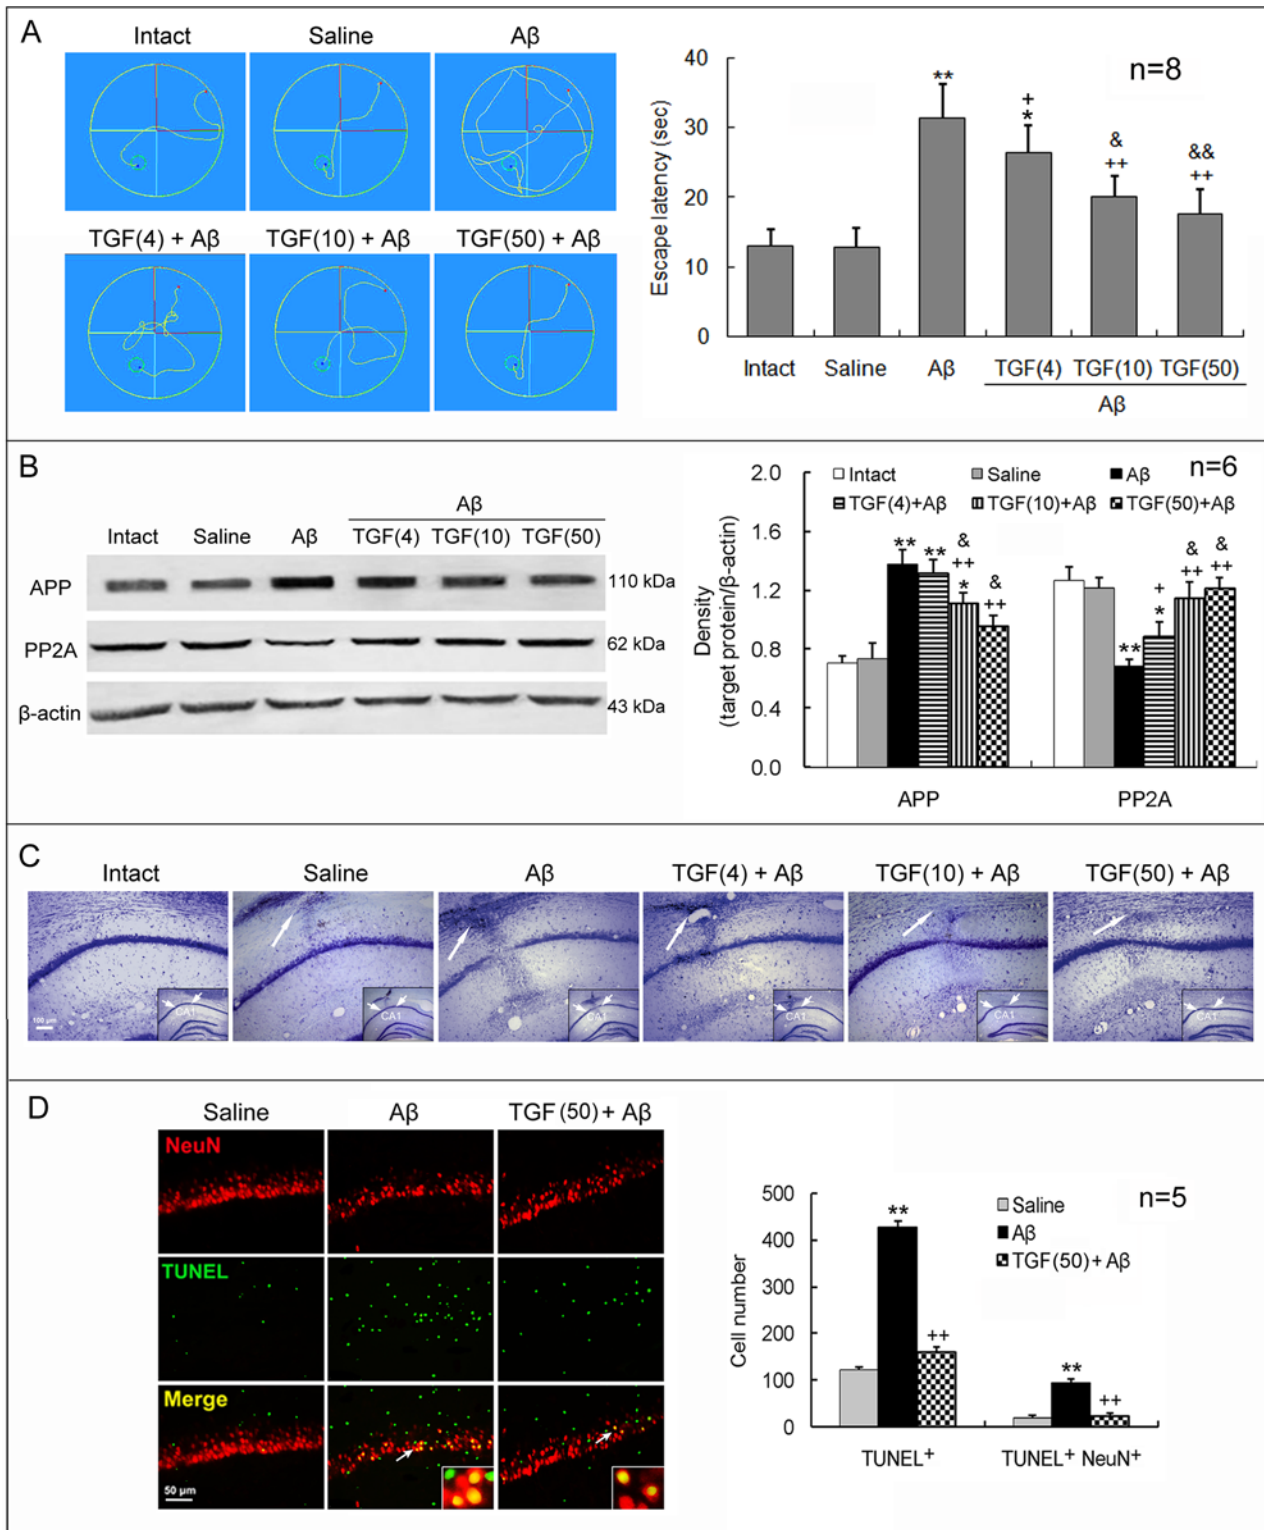 A
Intact Saline Aβ
TGF(4) + Aβ TGF(10) + Aβ TGF(50) + Aβ
Escape latency (sec)
40
30
20
10
0
n=8
**
+
*
&
++
&&
++
Intact Saline Aβ TGF(4) TGF(10) TGF(50)
Aβ
B
Aβ
Intact Saline Aβ TGF(4) TGF(10) TGF(50)
APP 110 kDa
PP2A 62 kDa
β-actin 43 kDa
Density
(target protein/β-actin)
2.0
1.6
1.2
0.8
0.4
0.0
Intact Saline Aβ
TGF(4)+Aβ TGF(10)+Aβ TGF(50)+Aβ
n=6
** **
&
++
*
&
++
**
+
*
&
++
&
++
APP PP2A
C
Intact Saline Aβ TGF(4) + Aβ TGF(10) + Aβ TGF(50) + Aβ
100 μm
CA1 CA1 CA1 CA1 CA1 CA1
D
Saline Aβ TGF (50) + Aβ
NeuN
TUNEL
Merge
50 μm
Cell number
500
400
300
200
100
0
Saline
Aβ
TGF(50) + Aβ
n=5
**
++
**
++
TUNEL+ TUNEL+ NeuN+